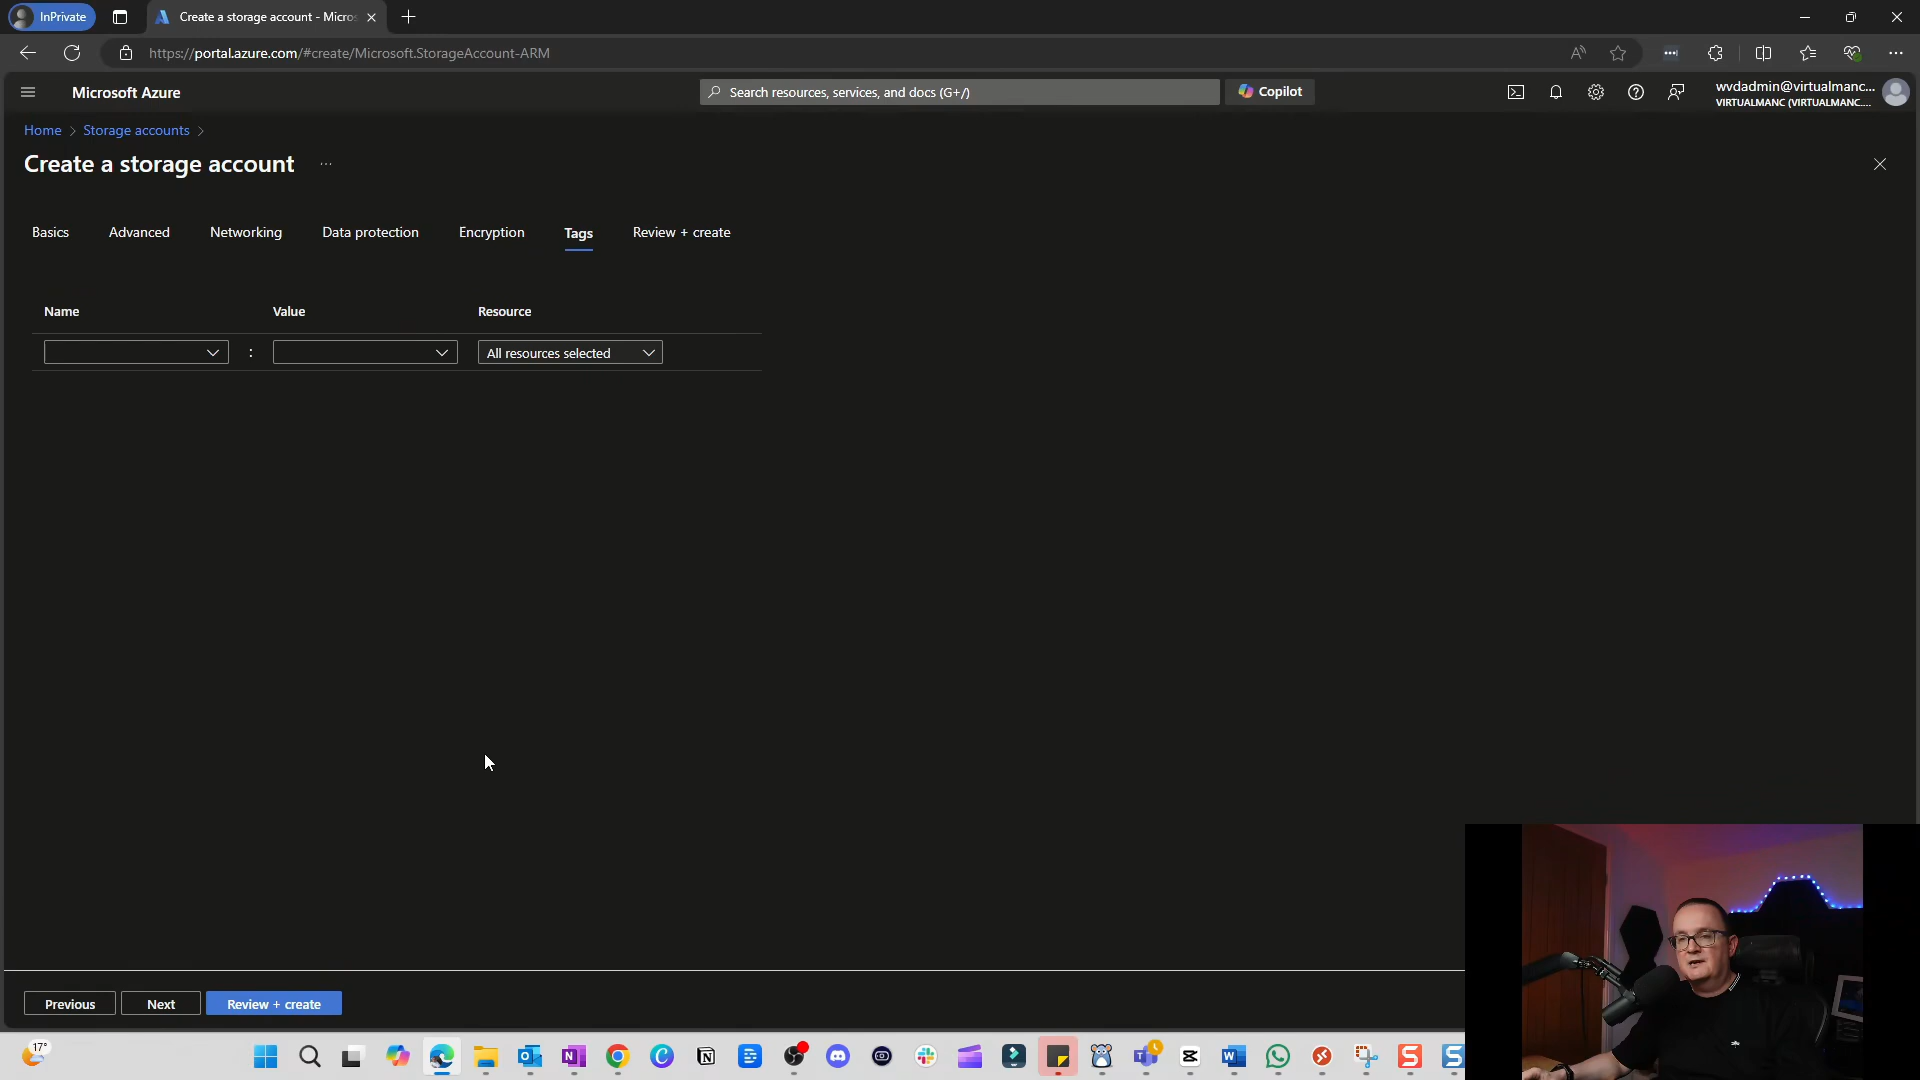 InPrivate
Create a storage account - Micros
https://portal.azure.com/#create/Microsoft.StorageAccount-ARM
Microsoft Azure
Search resources, services, and docs (G+/)
Copilot
wvdadmin@virtualmanc...
VIRTUALMANC (VIRTUALMANC....
Home > Storage accounts >
Create a storage account ...
Basics Advanced Networking Data protection Encryption Tags Review + create
Name Value Resource
: All resources selected
Previous Next Review + create
17°